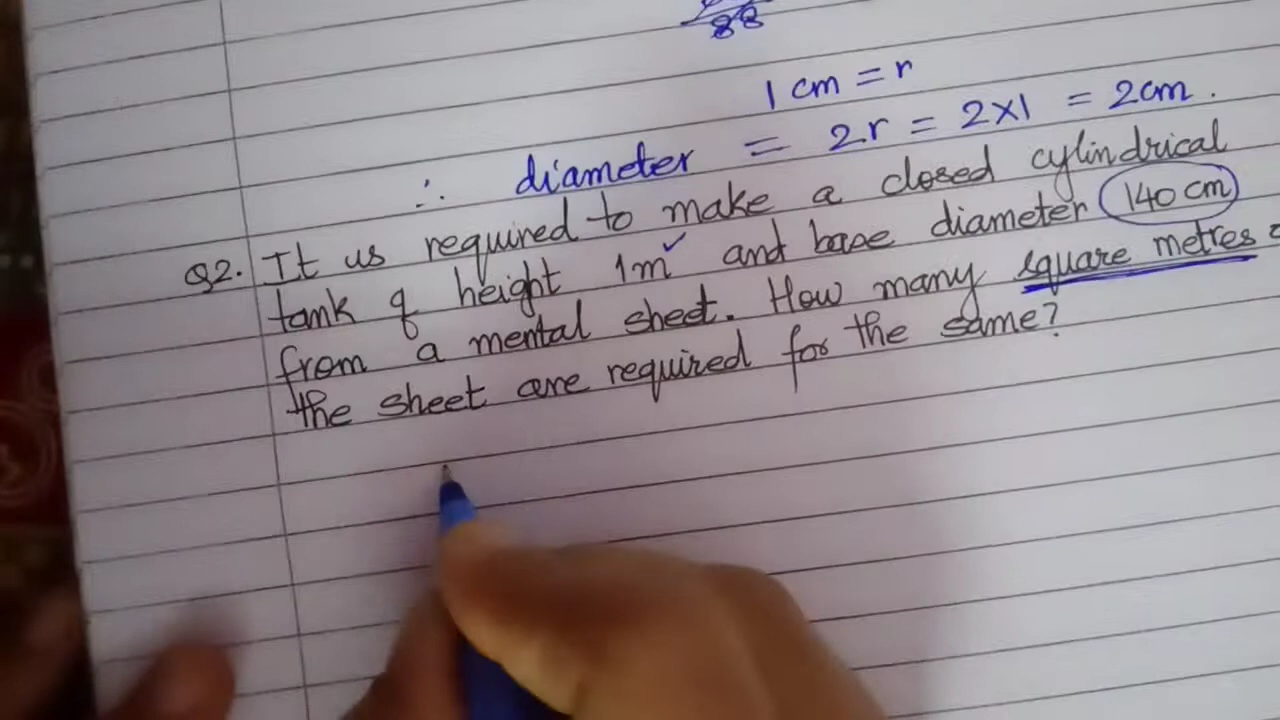 88
1 cm = r
∴ diameter = 2r = 2×1 = 2cm.
Q2. It us required to make a closed cylindrical
tank of height 1m ✓ and base diameter 140 cm
from a mental sheet. How many square metres
the sheet are required for the same?